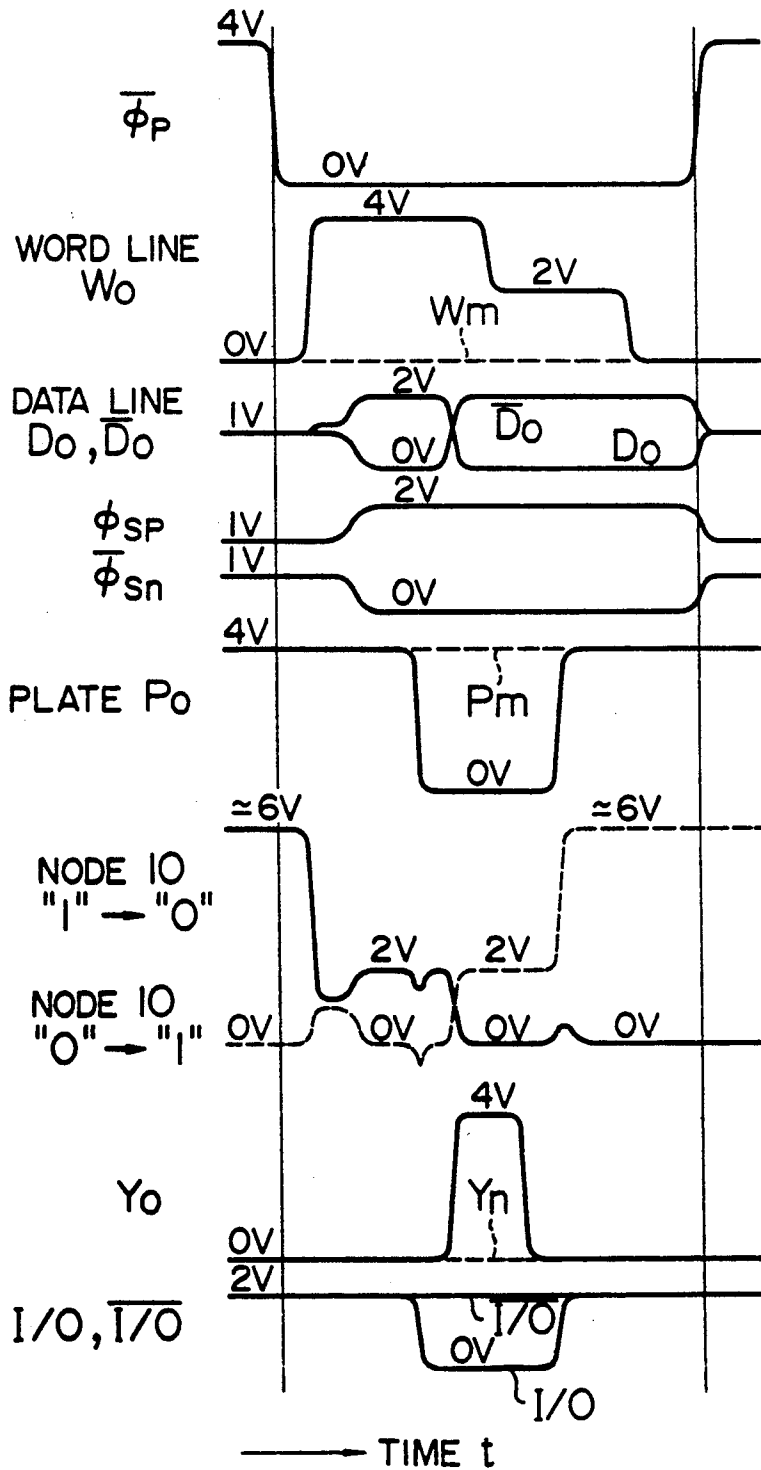 4V
φ̅P
0V
4V
WORD LINE
W0
2V
Wm
0V
2V
DATA LINE
D0, D̅0
1V
D̅0
0V
D0
2V
φSP
1V
1V
φ̅Sn
0V
4V
PLATE P0
Pm
0V
≃6V
≃6V
NODE 10
"1" → "0"
2V
2V
NODE 10
"0" → "1"
0V
0V
0V
0V
4V
Y0
Yn
0V
2V
I/O, I̅/̅O̅
I̅/̅O̅
0V
I/O
TIME t